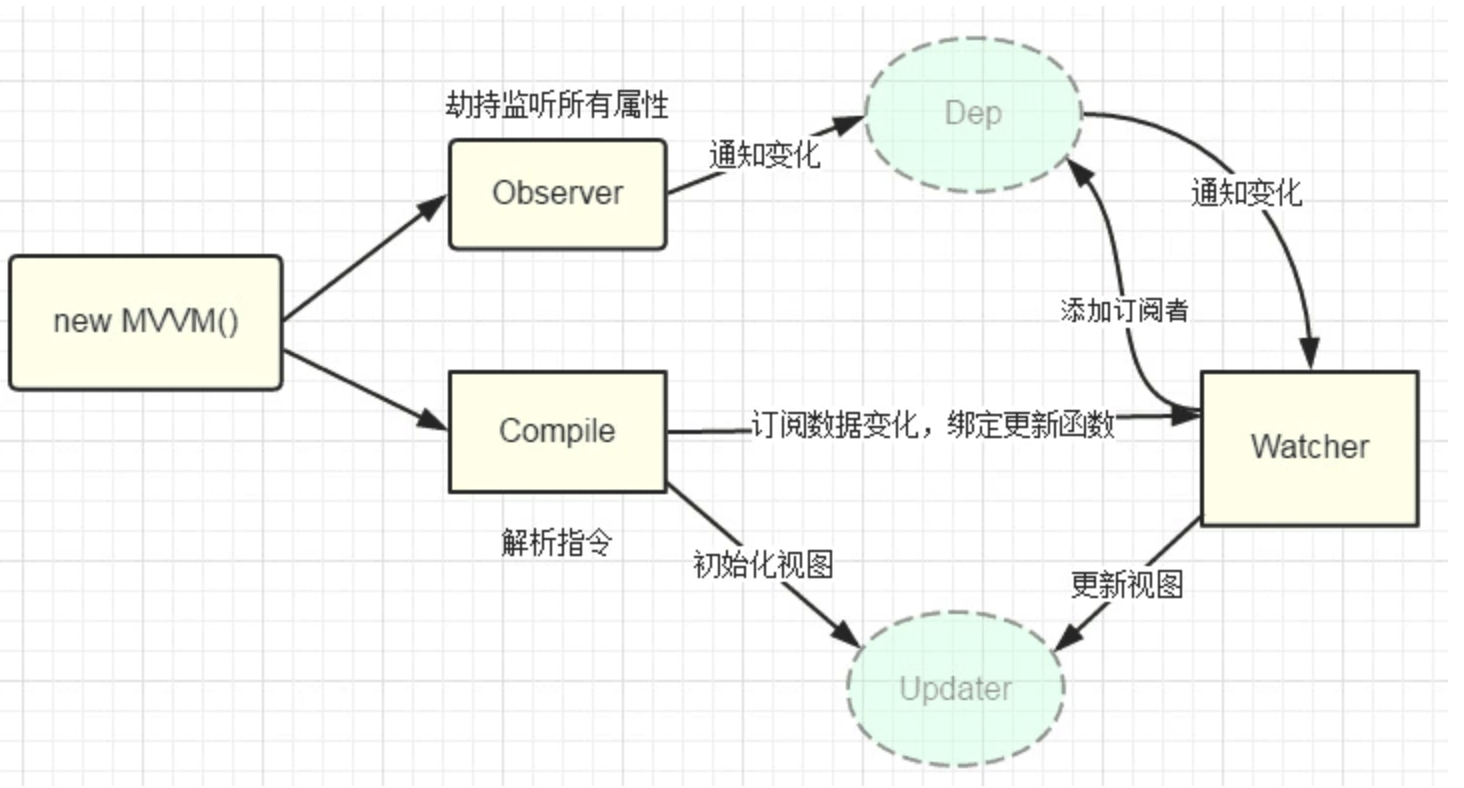 劫持监听所有属性
Observer
通知变化
Dep
通知变化
new MVVM()
添加订阅者
Compile
订阅数据变化，绑定更新函数
Watcher
解析指令
初始化视图
更新视图
Updater